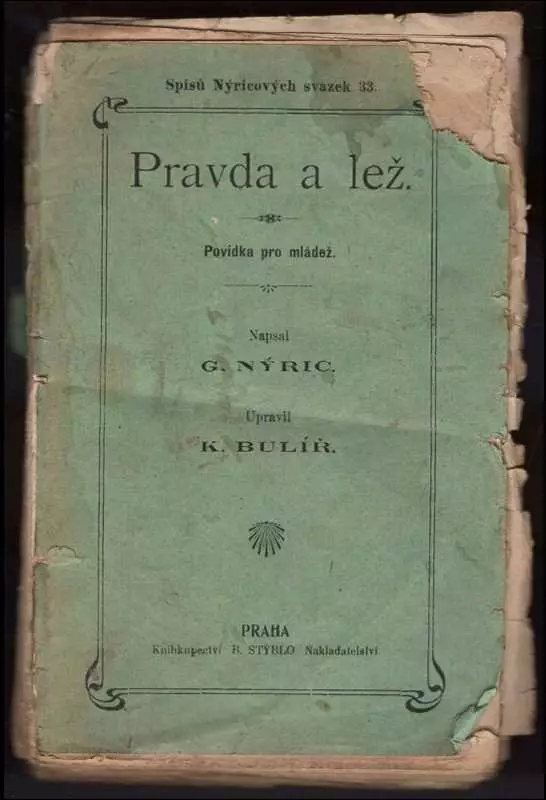 Spisů Nýricových svazek 33.
Pravda a lež.
Povídka pro mládež.
Napsal
G. NÝRIC.
Upravil
K. BULÍŘ.
PRAHA
Knihkupectví B. STÝBLO Nakladatelství